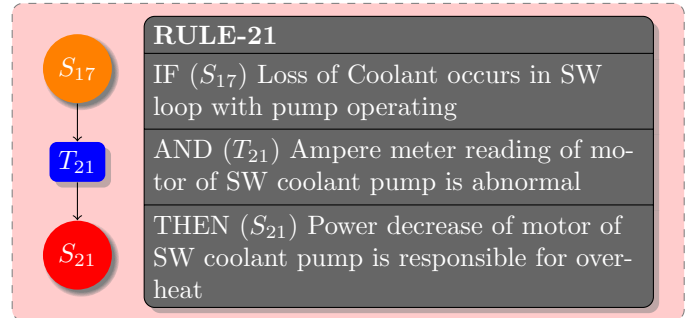 S17
T21
S21
RULE-21
IF (S17) Loss of Coolant occurs in SW
loop with pump operating
AND (T21) Ampere meter reading of mo-
tor of SW coolant pump is abnormal
THEN (S21) Power decrease of motor of
SW coolant pump is responsible for over-
heat